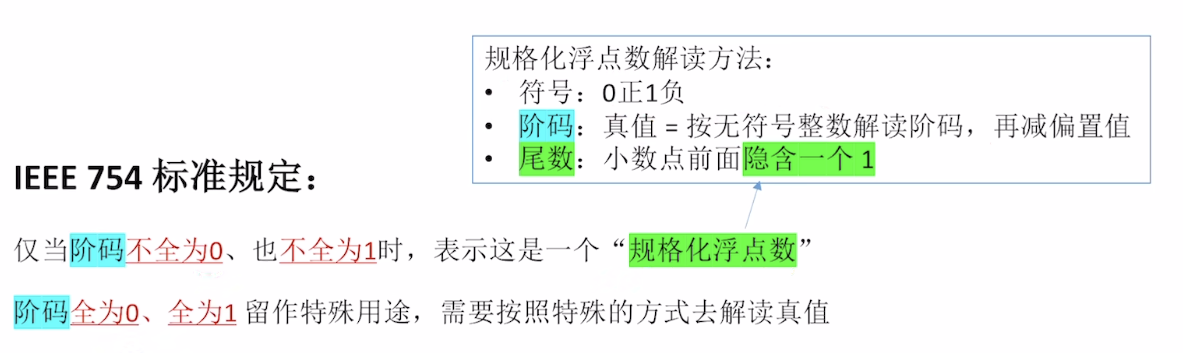 规格化浮点数解读方法：
• 符号：0正1负
• 阶码：真值 = 按无符号整数解读阶码，再减偏置值
• 尾数：小数点前面隐含一个 1
IEEE 754 标准规定：
仅当阶码不全为0、也不全为1时，表示这是一个“规格化浮点数”
阶码全为0、全为1 留作特殊用途，需要按照特殊的方式去解读真值